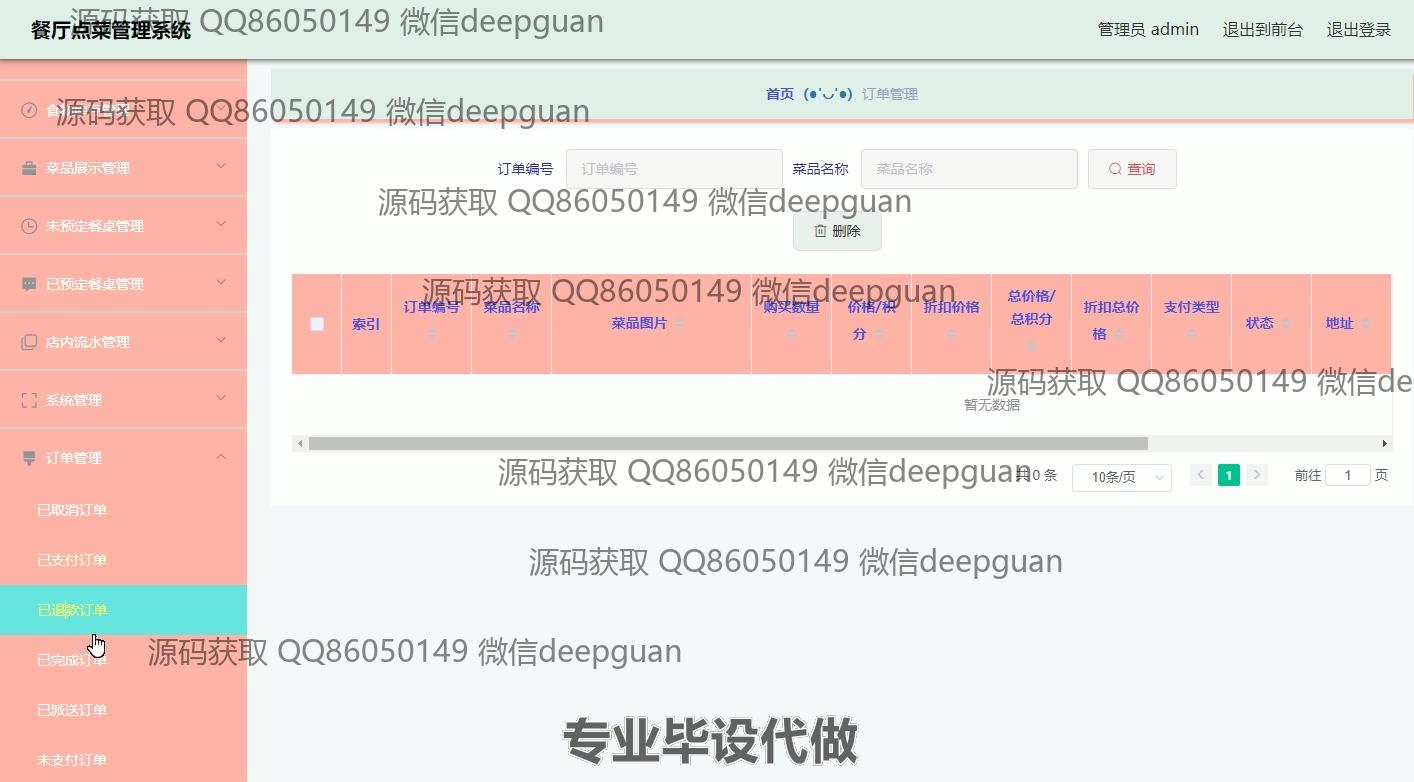 餐厅点菜管理系统
源码获取 QQ86050149 微信deepguan
管理员 admin
退出到前台
退出登录
首页 (●'◡'●) 订单管理
源码获取 QQ86050149 微信deepguan
菜品展示管理
订单编号 订单编号 菜品名称 菜品名称 查询
源码获取 QQ86050149 微信deepguan
未预定餐桌管理
删除
已预定餐桌管理
源码获取 QQ86050149 微信deepguan
索引 订单编号 菜品名称 菜品图片 购买数量 价格/积分 折扣价格 总价格/总积分 折扣总价格 支付类型 状态 地址
店内流水管理
源码获取 QQ86050149 微信de
系统管理
暂无数据
订单管理
源码获取 QQ86050149 微信deepguan
共 0 条 10条/页 1 前往 1 页
已取消订单
已支付订单
源码获取 QQ86050149 微信deepguan
已退款订单
已完成订单
源码获取 QQ86050149 微信deepguan
已派送订单
未支付订单
专业毕设代做